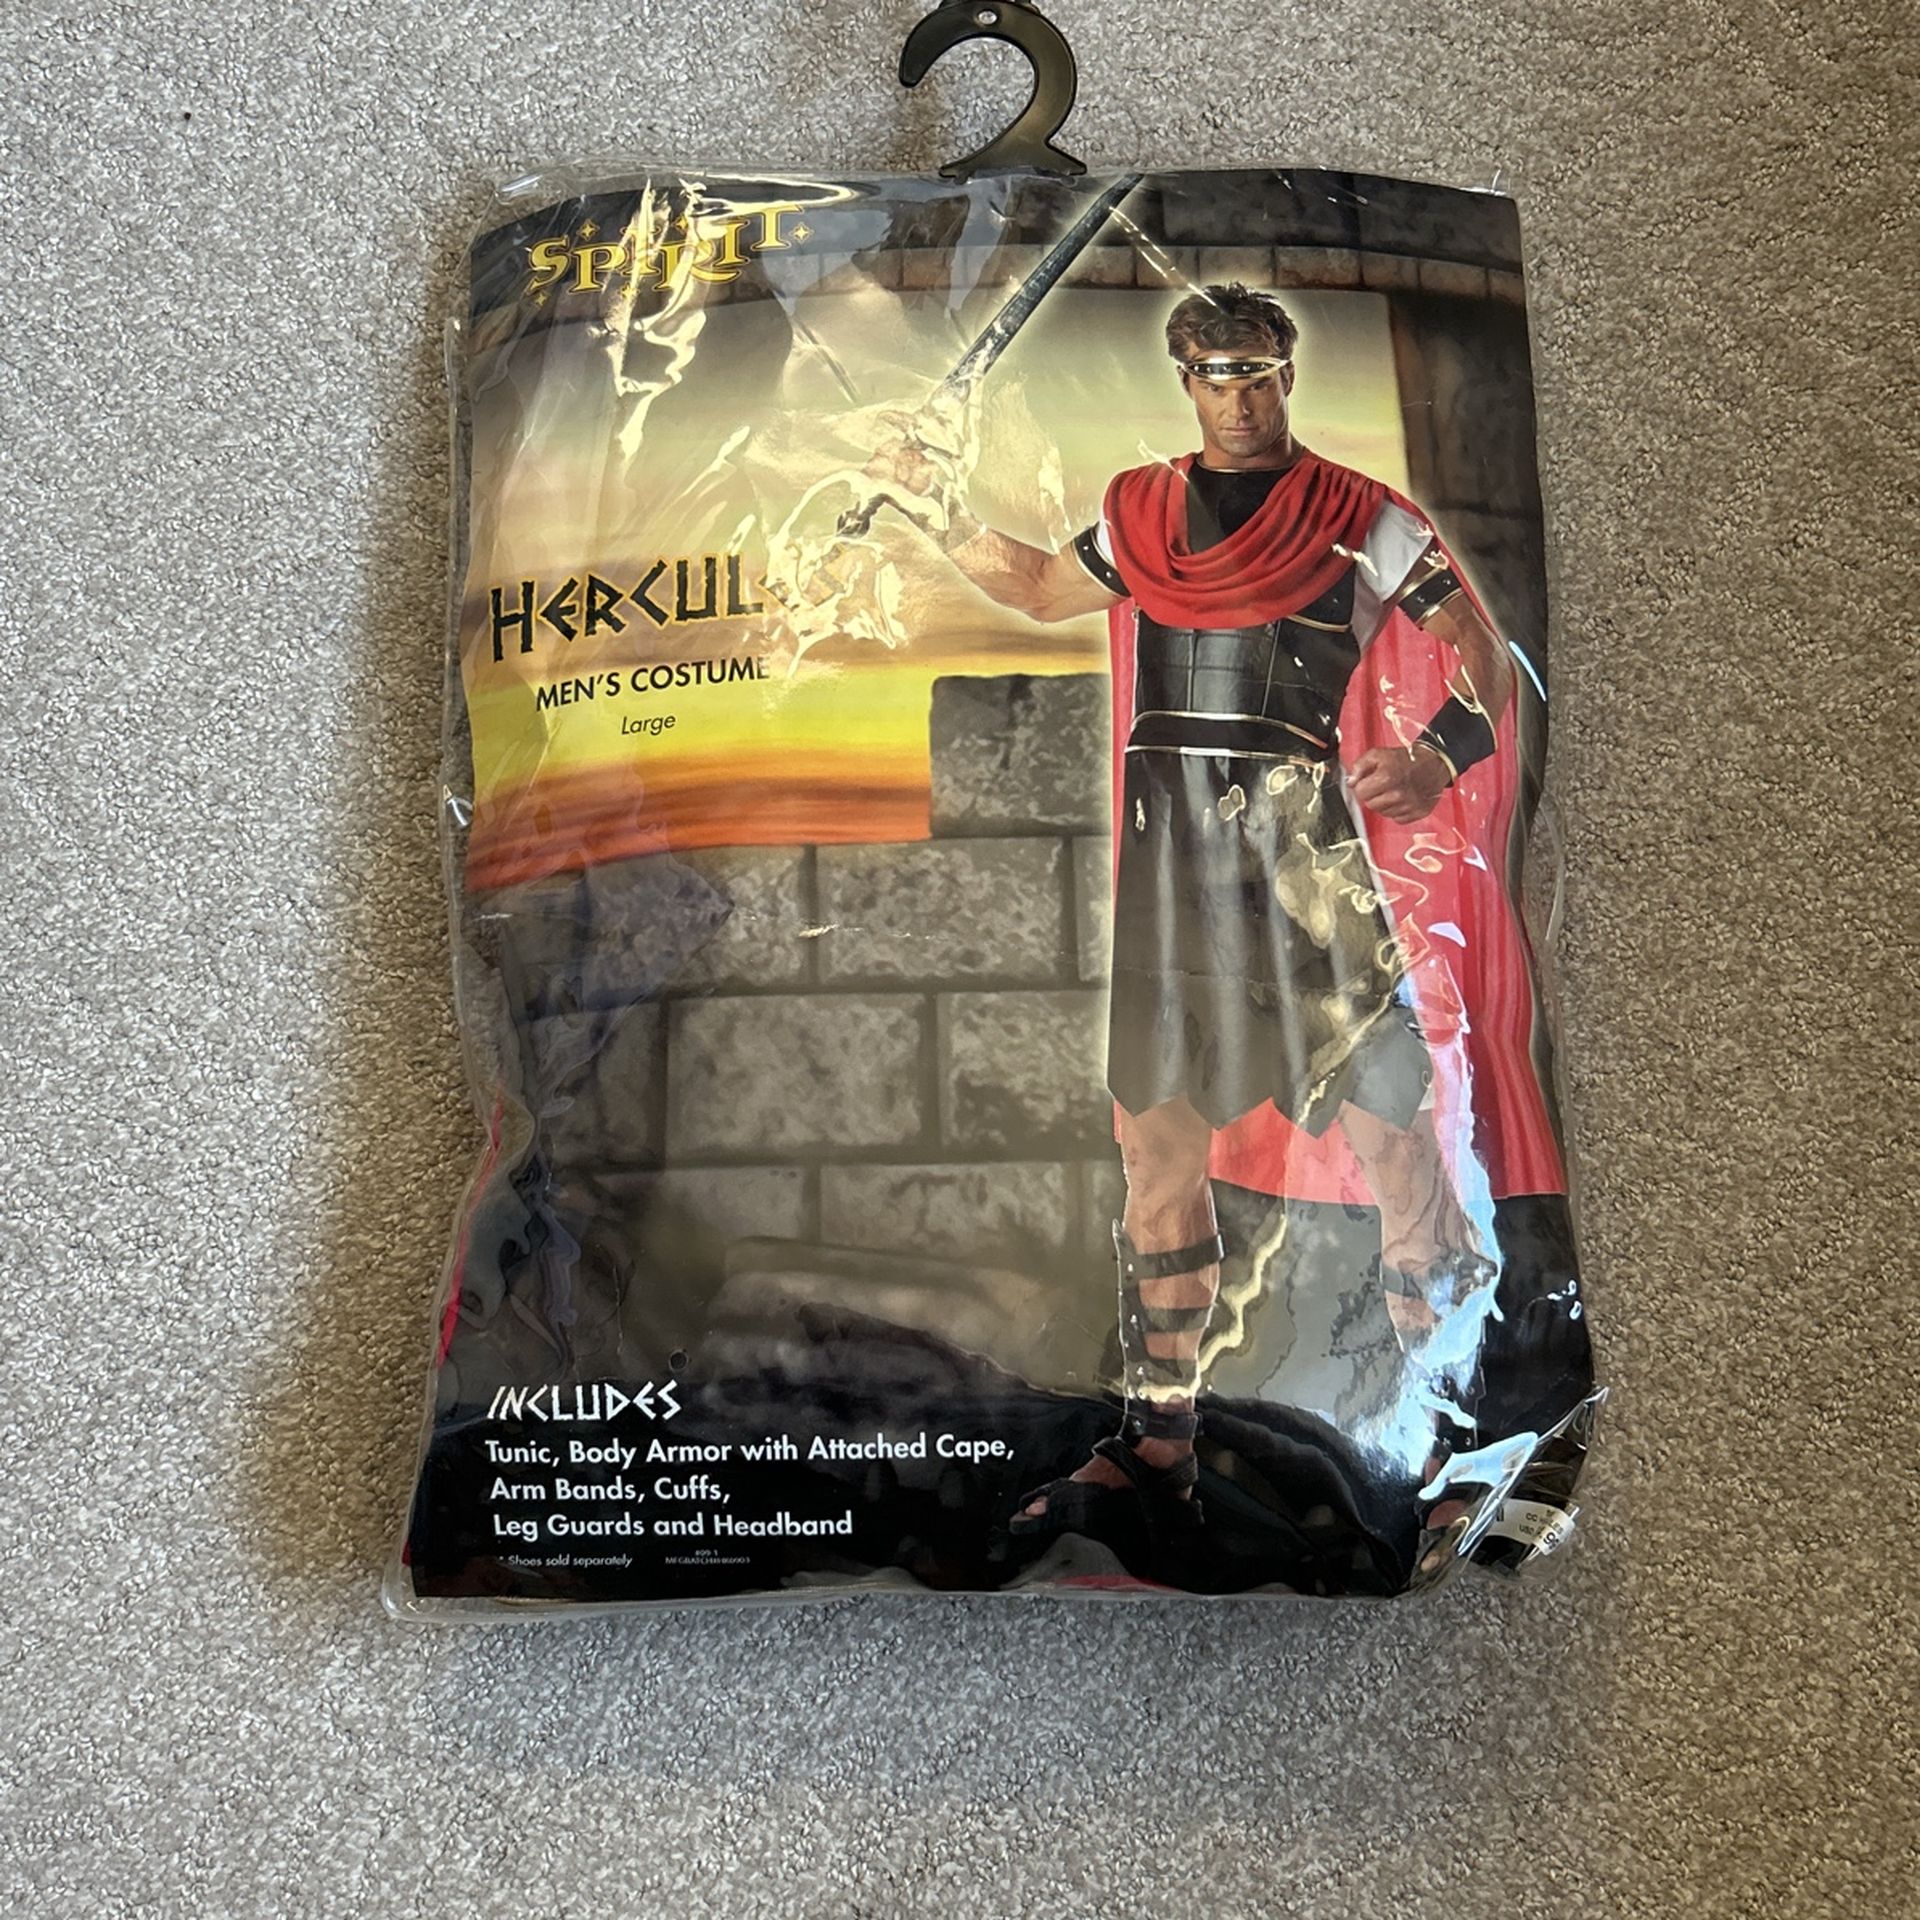 SPIRIT
HERCULES
MEN'S COSTUME
Large
INCLUDES
Tunic, Body Armor with Attached Cape,
Arm Bands, Cuffs,
Leg Guards and Headband
* Shoes sold separately